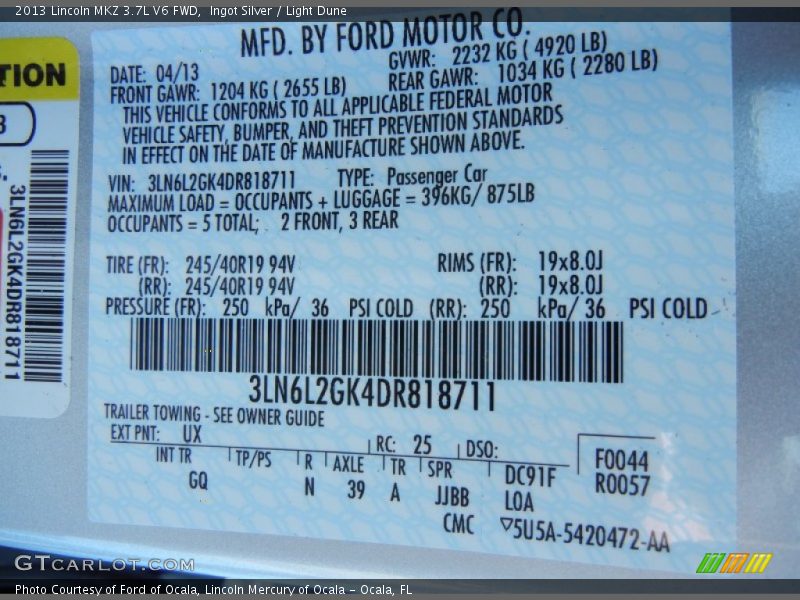 2013 Lincoln MKZ 3.7L V6 FWD,  Ingot Silver / Light Dune
TION
3
3LN6L2GK4DR818711
MFD. BY FORD MOTOR CO.
DATE: 04/13 GVWR: 2232 KG ( 4920 LB)
FRONT GAWR: 1204 KG ( 2655 LB) REAR GAWR: 1034 KG ( 2280 LB)
THIS VEHICLE CONFORMS TO ALL APPLICABLE FEDERAL MOTOR
VEHICLE SAFETY, BUMPER, AND THEFT PREVENTION STANDARDS
IN EFFECT ON THE DATE OF MANUFACTURE SHOWN ABOVE.
VIN: 3LN6L2GK4DR818711 TYPE: Passenger Car
MAXIMUM LOAD = OCCUPANTS + LUGGAGE = 396KG/ 875LB
OCCUPANTS = 5 TOTAL; 2 FRONT, 3 REAR
TIRE (FR): 245/40R19 94V RIMS (FR): 19x8.0J
(RR): 245/40R19 94V (RR): 19x8.0J
PRESSURE (FR): 250 kPa/ 36 PSI COLD (RR): 250 kPa/ 36 PSI COLD
3LN6L2GK4DR818711
TRAILER TOWING - SEE OWNER GUIDE
EXT PNT: UX RC: 25 DSO:
INT TR TP/PS R AXLE TR SPR DC91F F0044
GQ N 39 A JJBB LOA R0057
CMC ▽5U5A-5420472-AA
GTCARLOT.COM
Photo Courtesy of Ford of Ocala, Lincoln Mercury of Ocala – Ocala, FL